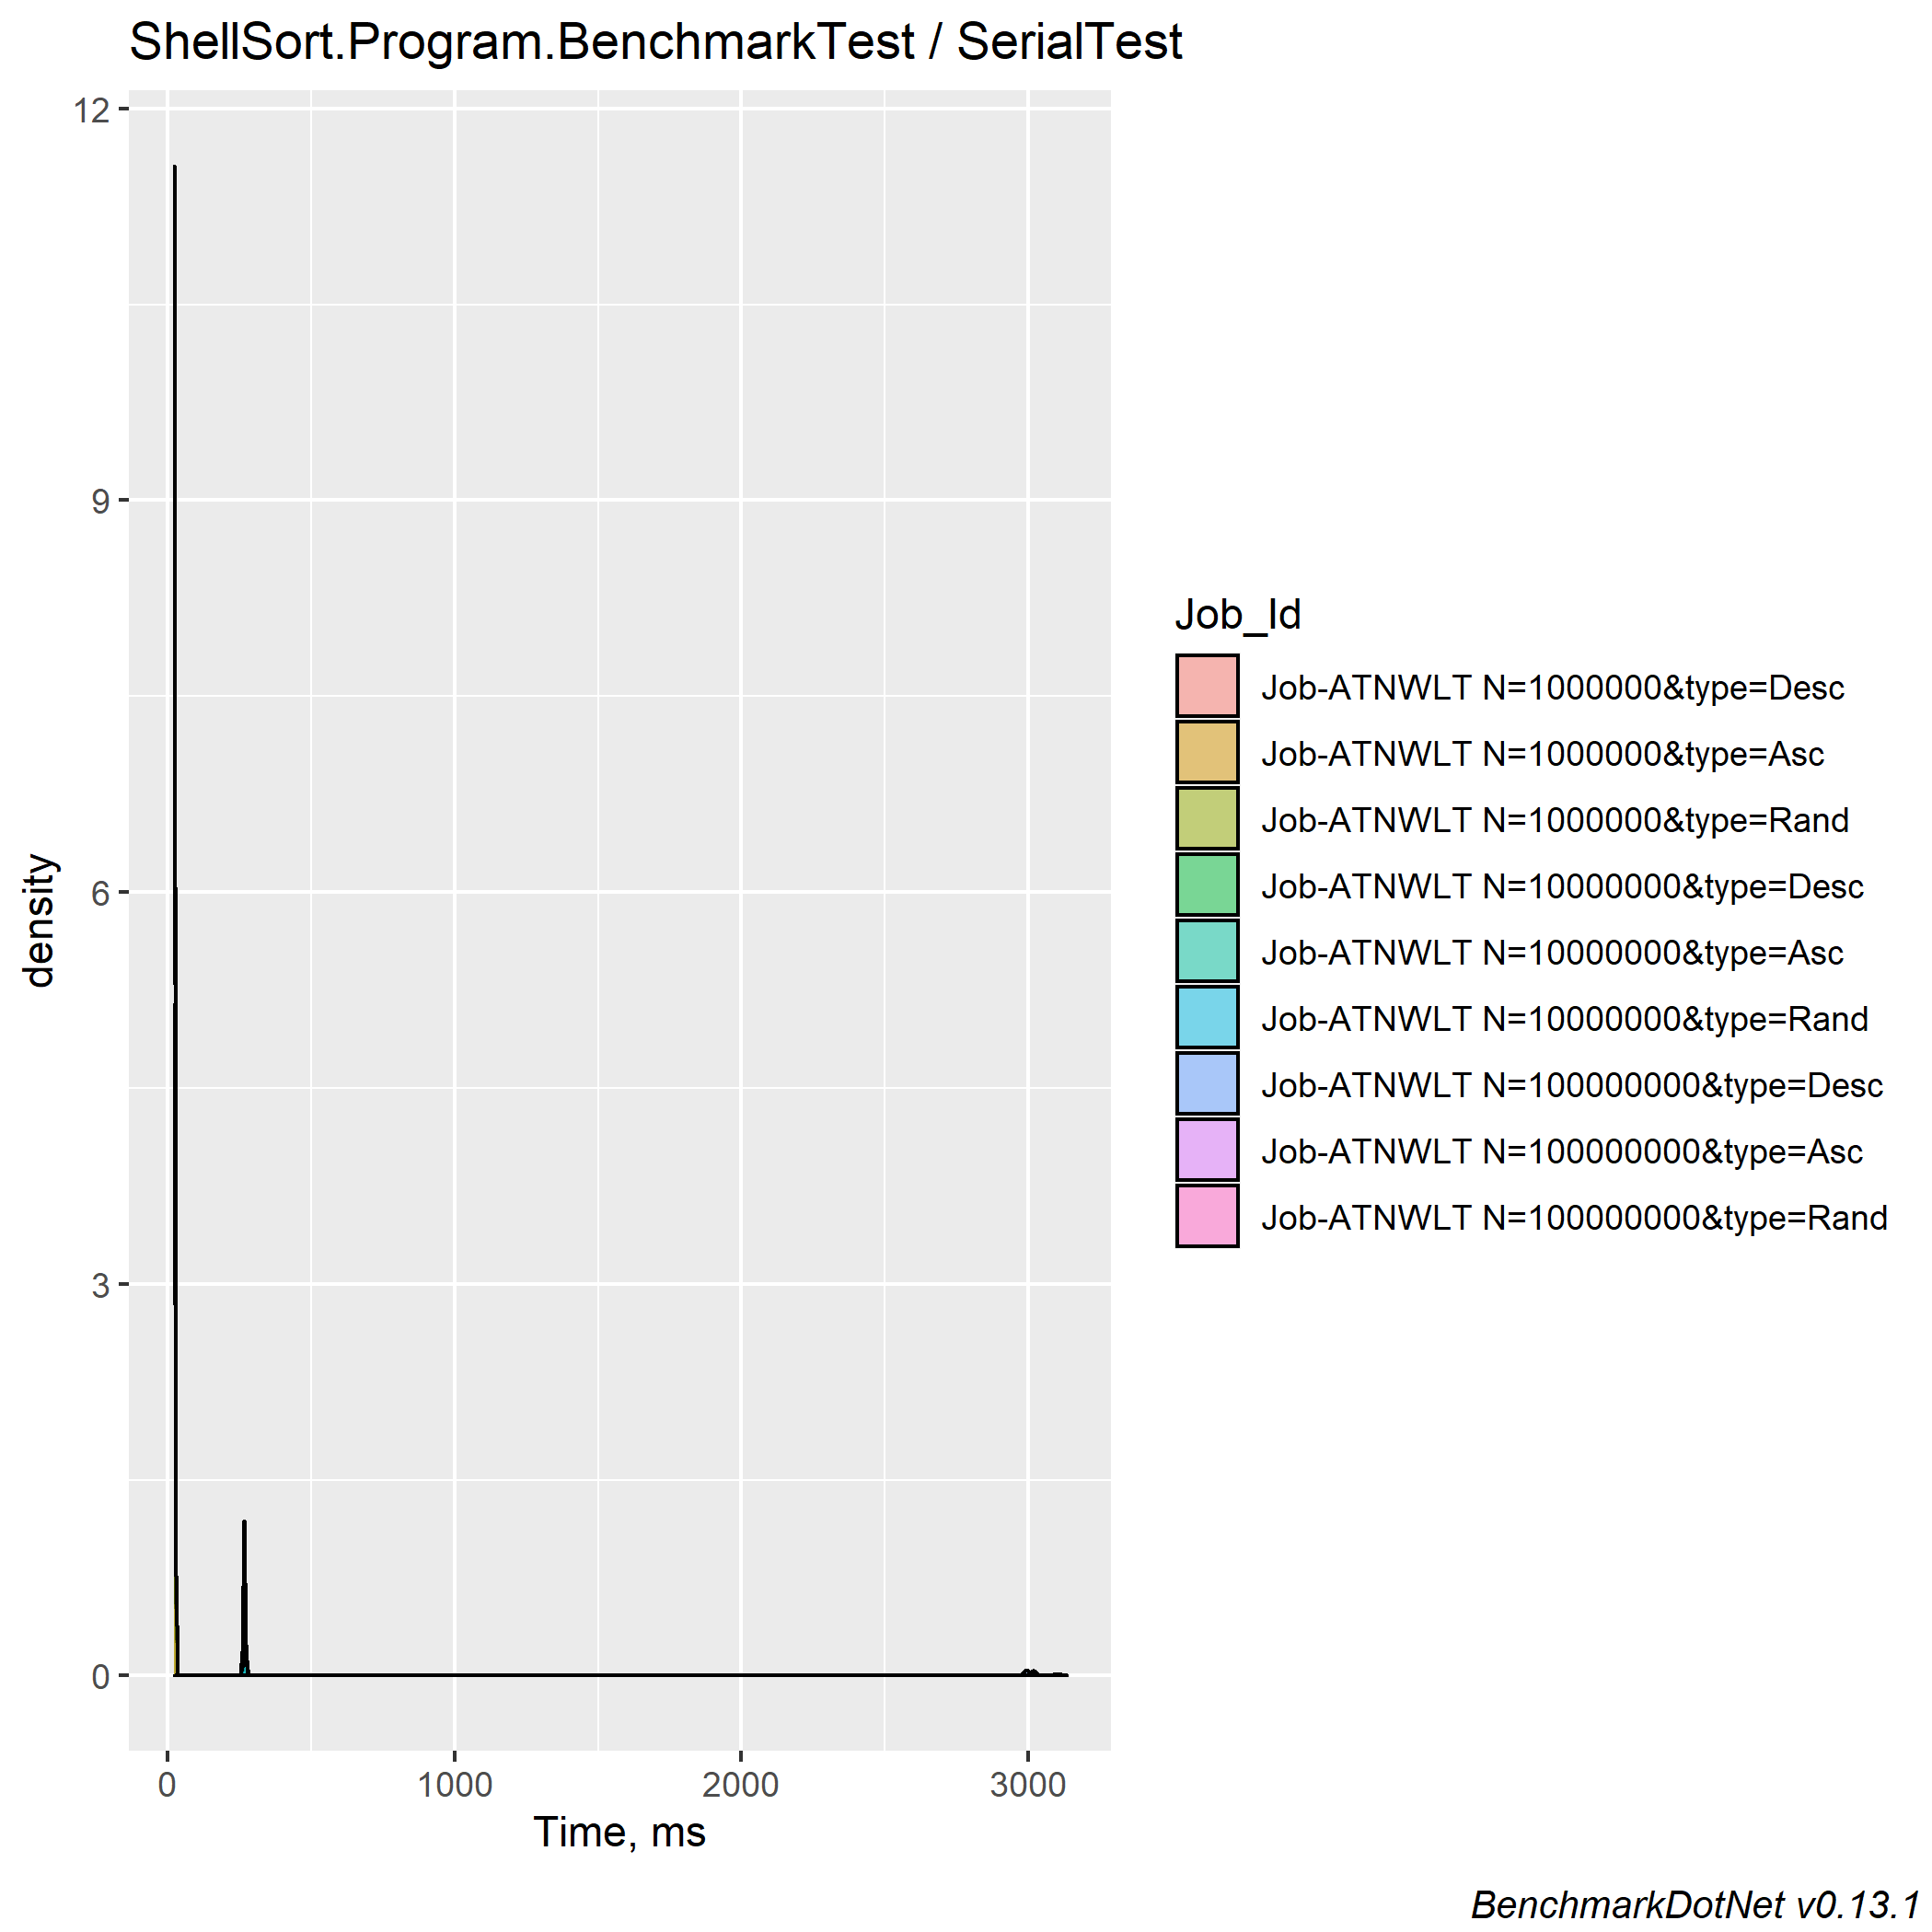 ShellSort.Program.BenchmarkTest / SerialTest
12
9
6
3
0
density
0 1000 2000 3000
Time, ms
Job_Id
Job-ATNWLT N=1000000&type=Desc
Job-ATNWLT N=1000000&type=Asc
Job-ATNWLT N=1000000&type=Rand
Job-ATNWLT N=10000000&type=Desc
Job-ATNWLT N=10000000&type=Asc
Job-ATNWLT N=10000000&type=Rand
Job-ATNWLT N=100000000&type=Desc
Job-ATNWLT N=100000000&type=Asc
Job-ATNWLT N=100000000&type=Rand
BenchmarkDotNet v0.13.1